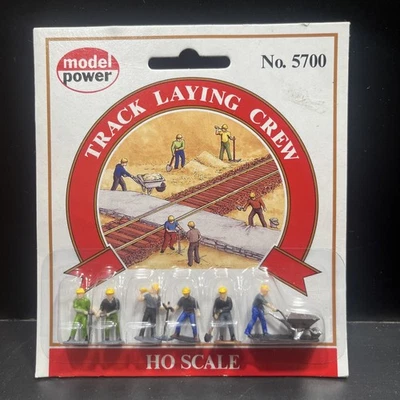 model
power
No. 5700
TRACK LAYING CREW
HO SCALE